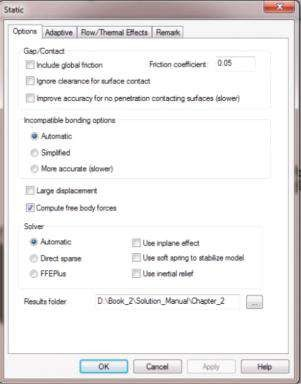 Static
Options Adaptive Flow/Thermal Effects Remark
Gap/Contact
Include global friction Friction coefficient 0.05
Ignore clearance for surface contact
Improve accuracy for no penetration contacting surfaces (slower)
Incompatible bonding options
Automatic
Simplified
More accurate (slower)
Large displacement
Compute free body forces
Solver
Automatic Use inplane effect
Direct sparse Use soft spring to stabilize model
FFEPlus Use inertial relief
Results folder D:\Book_2\Solution_Manual\Chapter_2 ...
OK Cancel Apply Help